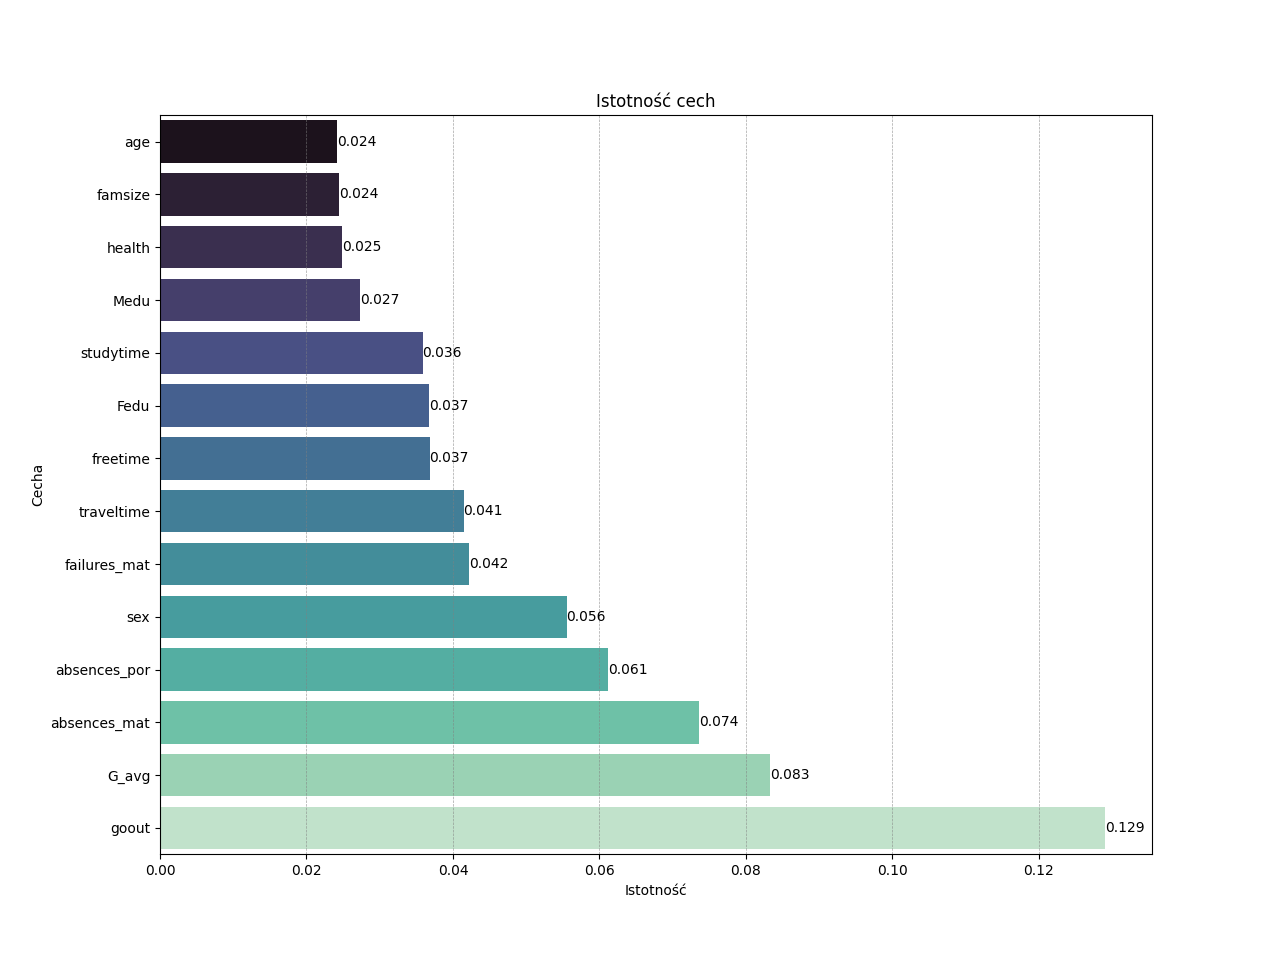 Istotność cech
age 0.024
famsize 0.024
health 0.025
Medu 0.027
studytime 0.036
Fedu 0.037
freetime 0.037
traveltime 0.041
failures_mat 0.042
sex 0.056
absences_por 0.061
absences_mat 0.074
G_avg 0.083
goout 0.129
Cecha
0.00 0.02 0.04 0.06 0.08 0.10 0.12
Istotność